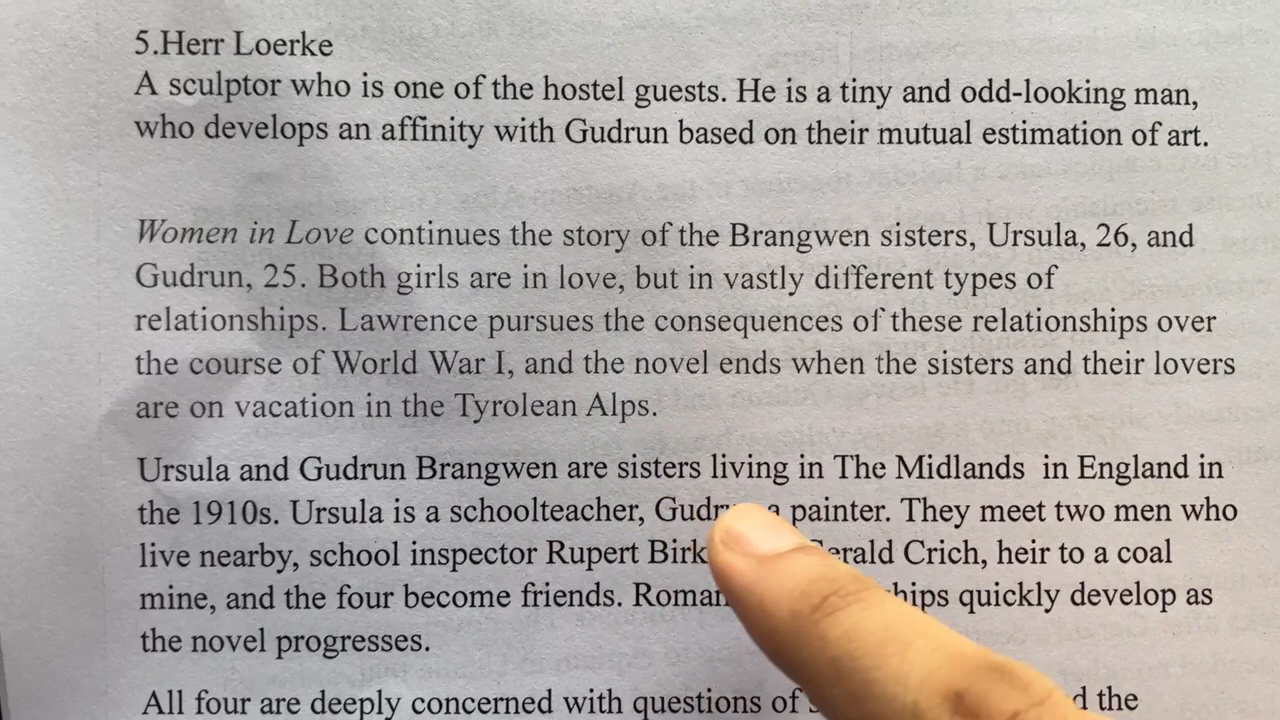 5.Herr Loerke
A sculptor who is one of the hostel guests. He is a tiny and odd-looking man,
who develops an affinity with Gudrun based on their mutual estimation of art.
Women in Love continues the story of the Brangwen sisters, Ursula, 26, and
Gudrun, 25. Both girls are in love, but in vastly different types of
relationships. Lawrence pursues the consequences of these relationships over
the course of World War I, and the novel ends when the sisters and their lovers
are on vacation in the Tyrolean Alps.
Ursula and Gudrun Brangwen are sisters living in The Midlands in England in
the 1910s. Ursula is a schoolteacher, a painter. They meet two men who
live nearby, school inspector Rupert Crich, heir to a coal
mine, and the four become friends. quickly develop as
the novel progresses.
All four are deeply concerned with questions of the